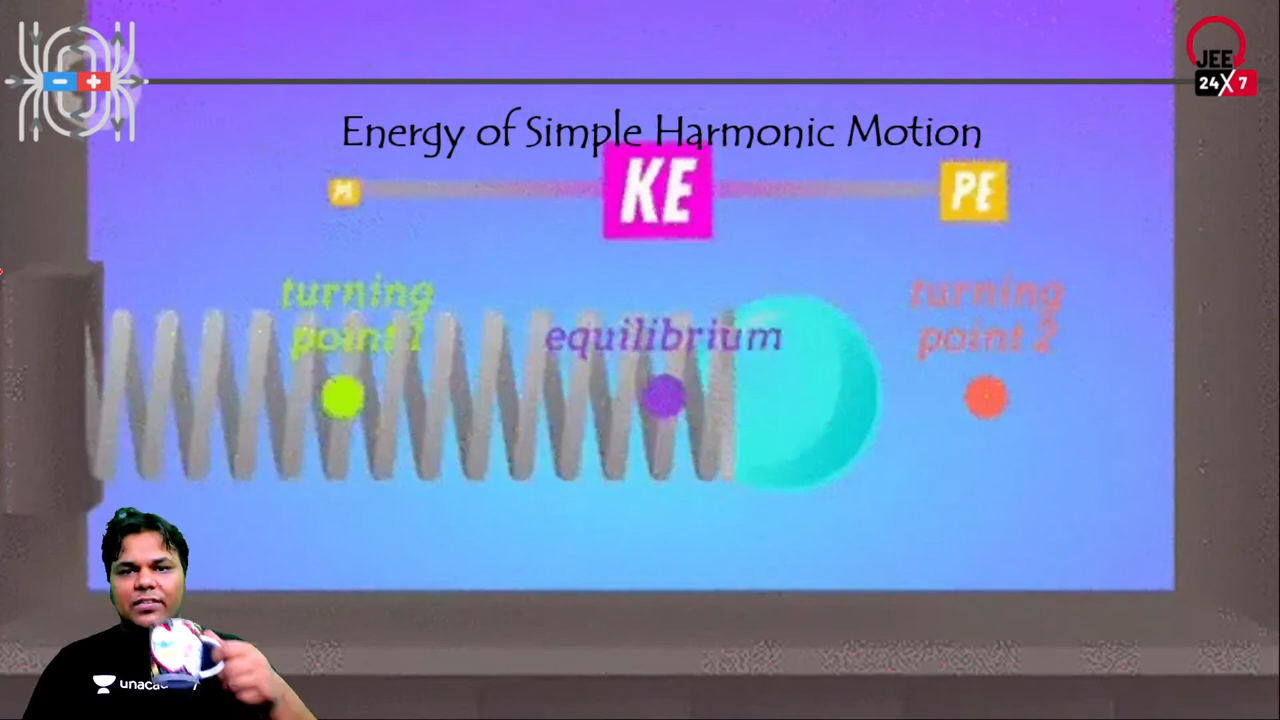 JEE
24X7
Energy of Simple Harmonic Motion
KE
PE
turning
point 1
equilibrium
turning
point 2